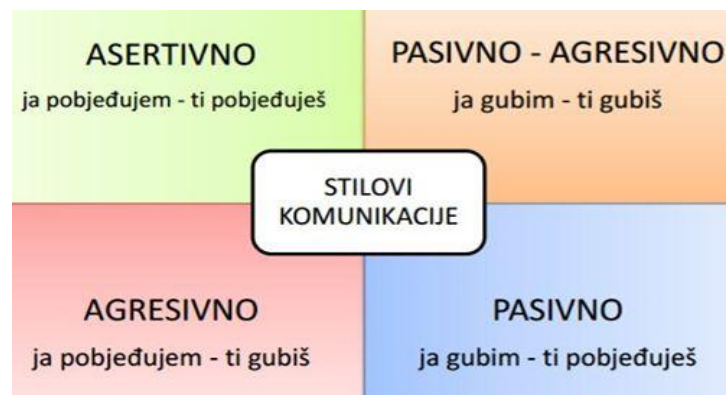 ASERTIVNO
ja pobjeđujem - ti pobjeđuješ
PASIVNO - AGRESIVNO
ja gubim - ti gubiš
STILOVI
KOMUNIKACIJE
AGRESIVNO
ja pobjeđujem - ti gubiš
PASIVNO
ja gubim - ti pobjeđuješ